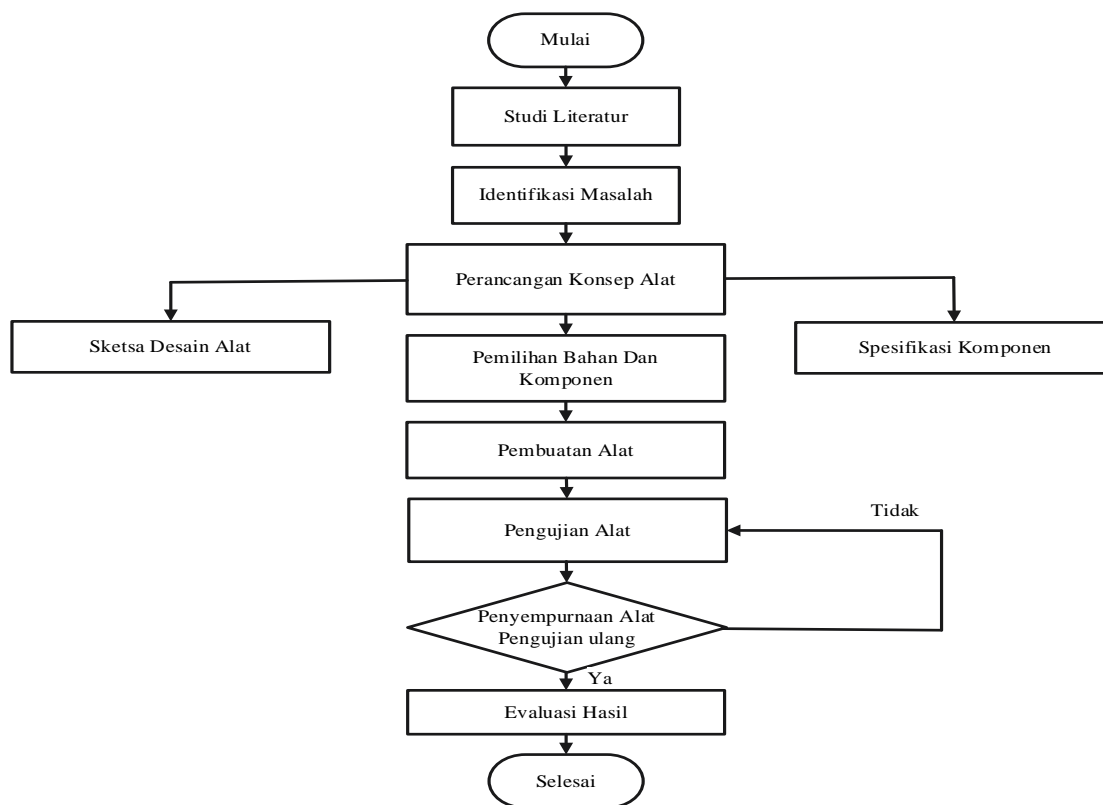 Mulai
Studi Literatur
Identifikasi Masalah
Perancangan Konsep Alat
Sketsa Desain Alat
Spesifikasi Komponen
Pemilihan Bahan Dan
Komponen
Pembuatan Alat
Pengujian Alat
Tidak
Penyempurnaan Alat
Pengujian ulang
Ya
Evaluasi Hasil
Selesai